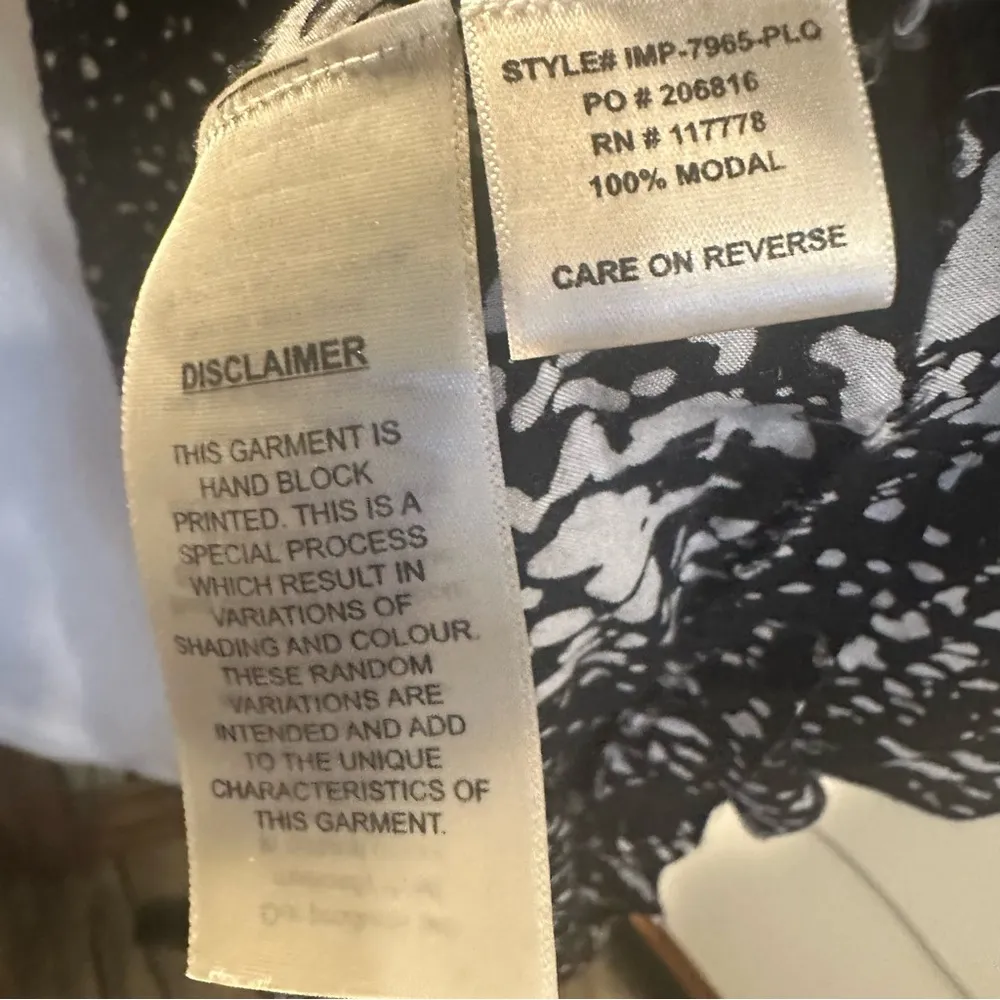 DISCLAIMER
THIS GARMENT IS
HAND BLOCK
PRINTED. THIS IS A
SPECIAL PROCESS
WHICH RESULT IN
VARIATIONS OF
SHADING AND COLOUR.
THESE RANDOM
VARIATIONS ARE
INTENDED AND ADD
TO THE UNIQUE
CHARACTERISTICS OF
THIS GARMENT.
STYLE# IMP-7965-PLQ
PO # 206816
RN # 117778
100% MODAL
CARE ON REVERSE